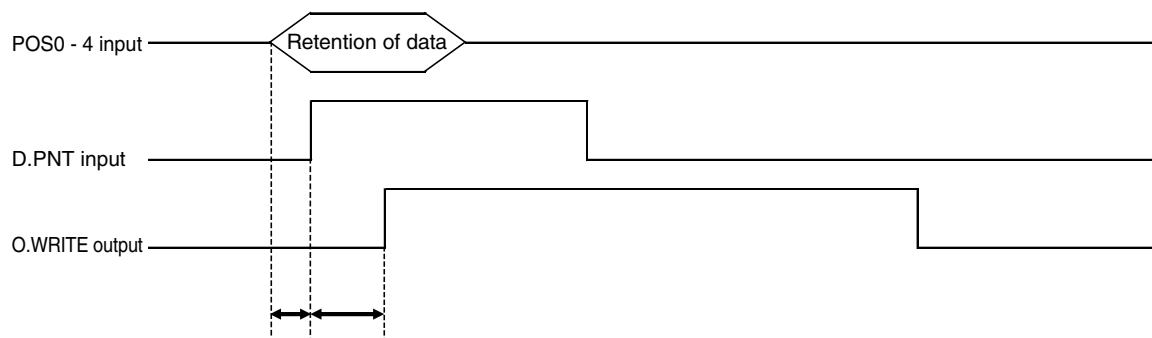 POS0 - 4 input
Retention of data
D.PNT input
O.WRITE output